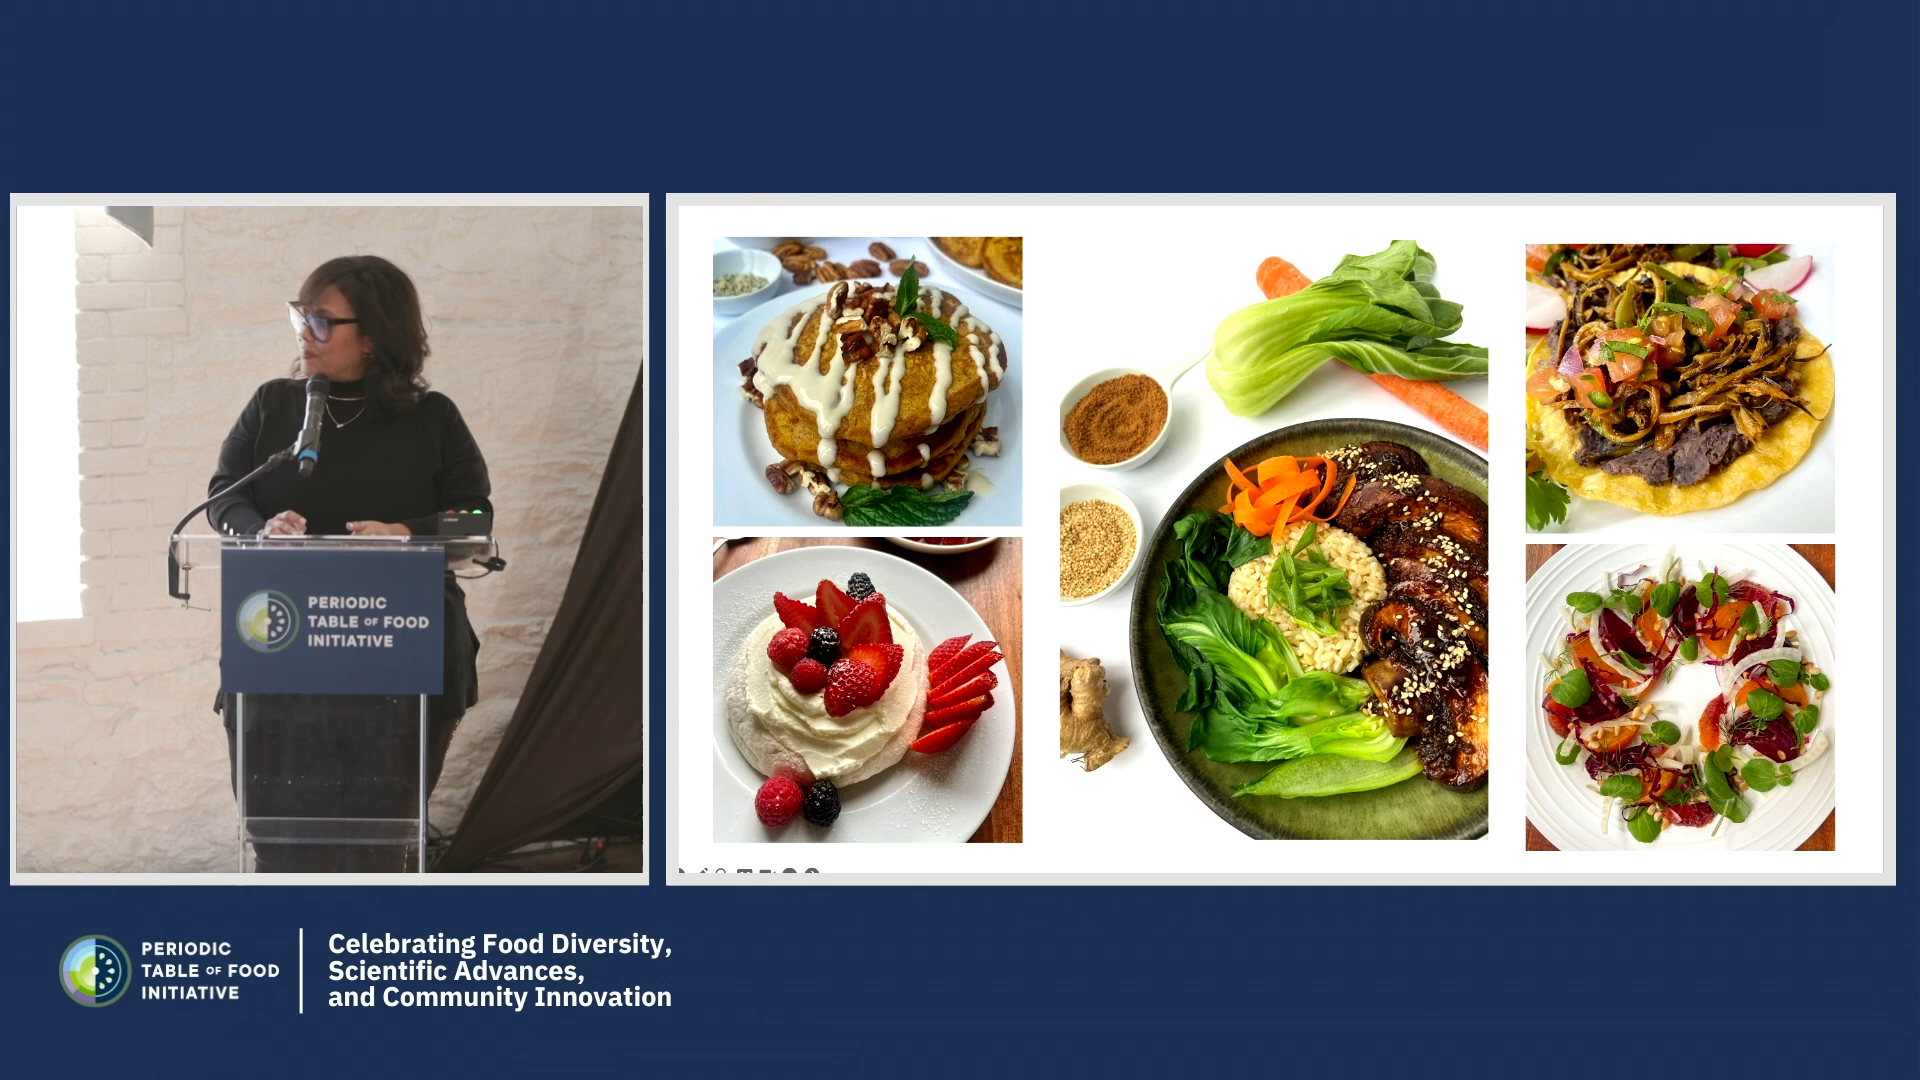 PERIODIC
TABLE OF FOOD
INITIATIVE
PERIODIC
TABLE OF FOOD
INITIATIVE
Celebrating Food Diversity,
Scientific Advances,
and Community Innovation